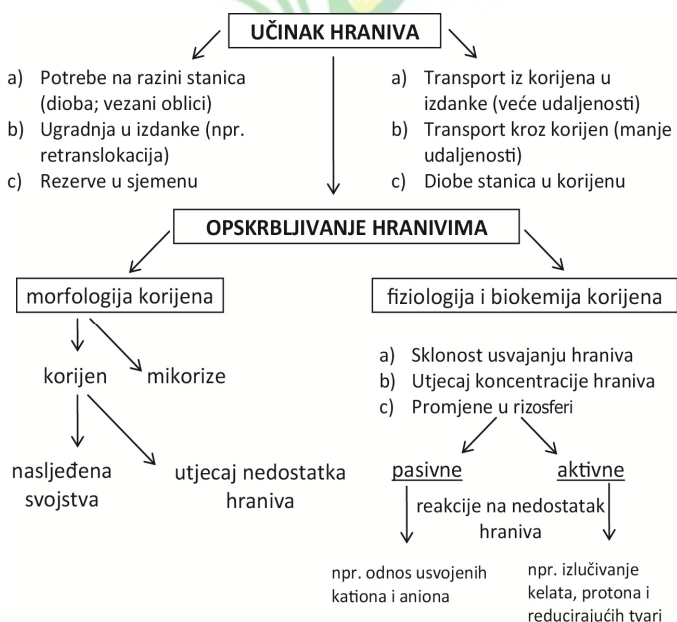 UČINAK HRANIVA
a) Potrebe na razini stanica
(dioba; vezani oblici)
b) Ugradnja u izdanke (npr.
retranslokacija)
c) Rezerve u sjemenu
a) Transport iz korijena u
izdanke (veće udaljenosti)
b) Transport kroz korijen (manje
udaljenosti)
c) Diobe stanica u korijenu
OPSKRBLJIVANJE HRANIVIMA
morfologija korijena
korijen
mikorize
nasljeđena
svojstva
utjecaj nedostatka
hraniva
fiziologija i biokemija korijena
a) Sklonost usvajanju hraniva
b) Utjecaj koncentracije hraniva
c) Promjene u rizosferi
pasivne
aktivne
reakcije na nedostatak
hraniva
npr. odnos usvojenih
kationa i aniona
npr. izlučivanje
kelata, protona i
reducirajućih tvari